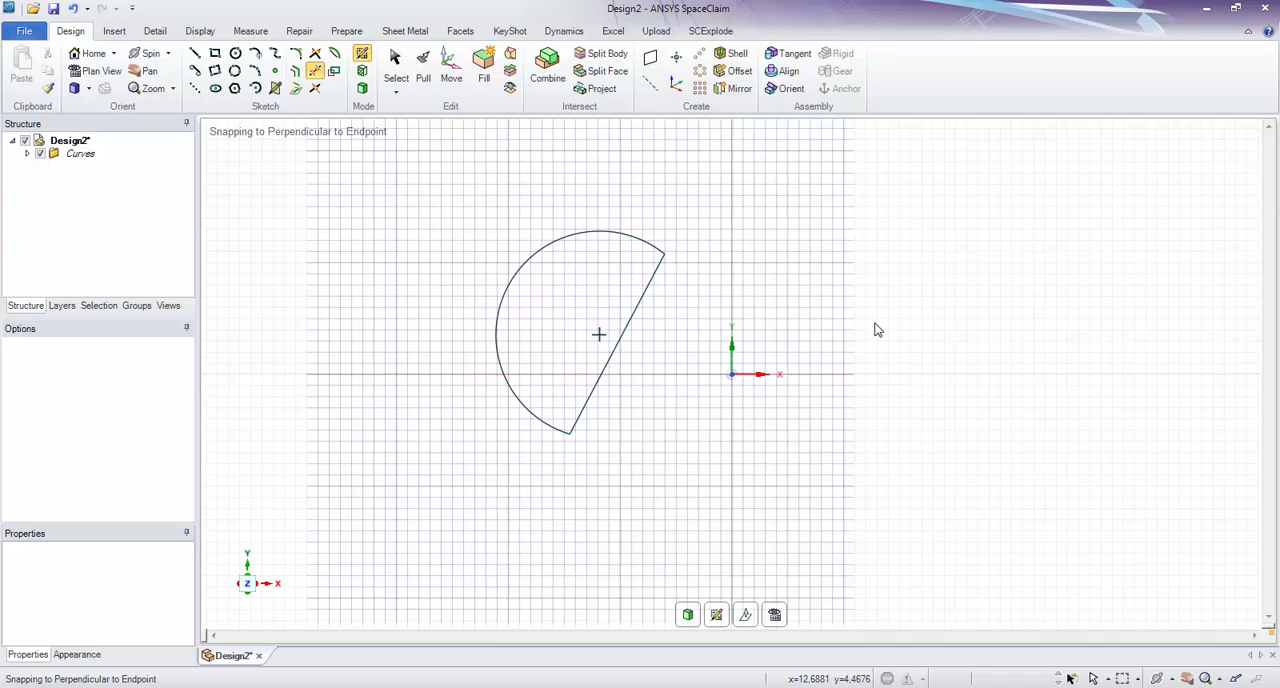 Design2 - ANSYS SpaceClaim
File Design Insert Detail Display Measure Repair Prepare Sheet Metal Facets KeyShot Dynamics Excel Upload SCExplode
Home Spin Split Body Shell Tangent Rigid
Paste Plan View Pan Select Pull Move Fill Combine Split Face Offset Align Gear
Zoom Project Mirror Orient Anchor
Clipboard Orient Sketch Mode Edit Intersect Create Assembly
Structure
Design2*
Curves
Structure Layers Selection Groups Views
Options
Properties
Properties Appearance
Snapping to Perpendicular to Endpoint
Y
X
Y
Z X
Design2*
Snapping to Perpendicular to Endpoint x=12,6881 y=4,4676